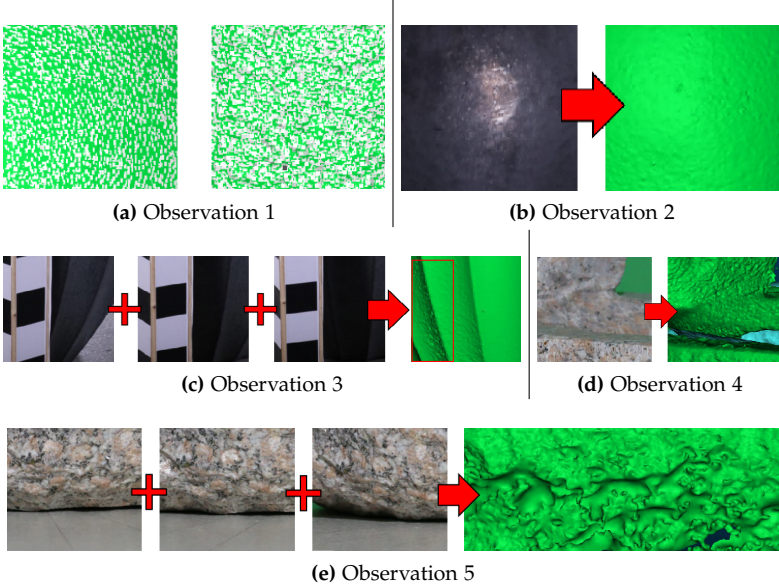 (a) Observation 1
(b) Observation 2
(c) Observation 3
(d) Observation 4
(e) Observation 5